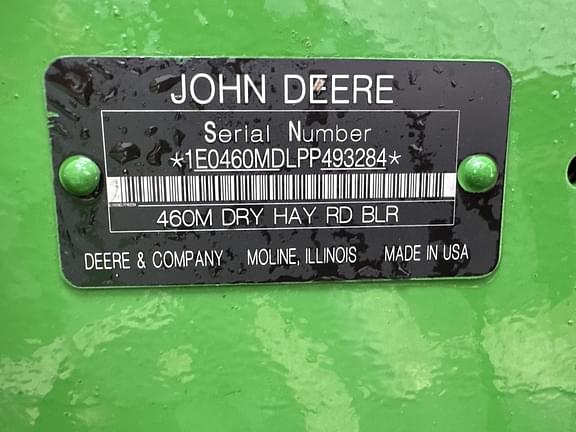 JOHN DEERE
Serial Number
*1E0460MDLPP493284*
460M DRY HAY RD BLR
DEERE & COMPANY MOLINE, ILLINOIS MADE IN USA